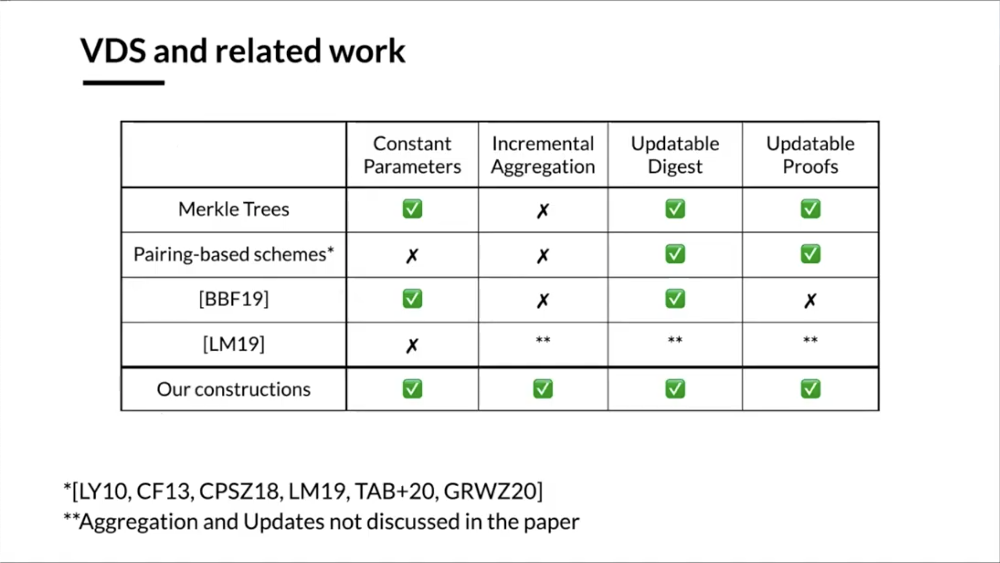 VDS and related work
Constant Parameters Incremental Aggregation Updatable Digest Updatable Proofs
Merkle Trees ✅ ✗ ✅ ✅
Pairing-based schemes* ✗ ✗ ✅ ✅
[BBF19] ✅ ✗ ✅ ✗
[LM19] ✗ ** ** **
Our constructions ✅ ✅ ✅ ✅
*[LY10, CF13, CPSZ18, LM19, TAB+20, GRWZ20]
**Aggregation and Updates not discussed in the paper